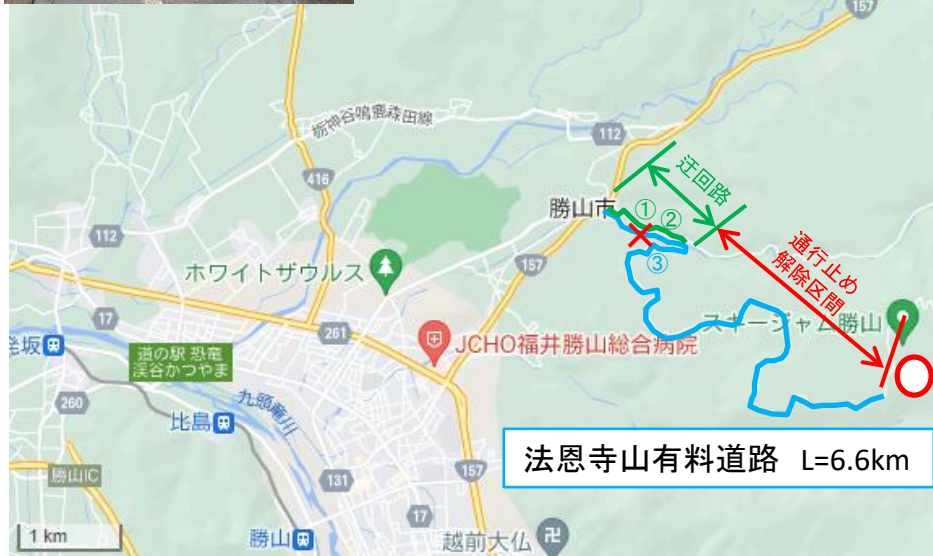 157
栃神谷鳴鹿森田線
112
416
迂回路
勝山市
① ②
112
③
通行止め
解除区間
157
ホワイトザウルス
スキージャム勝山
17
261
JCHO福井勝山総合病院
発坂
道の駅 恐竜
渓谷かつやま
260
比島
九頭竜川
法恩寺山有料道路 L=6.6km
勝山IC
131
157
17
1 km
勝山
越前大仏
卍